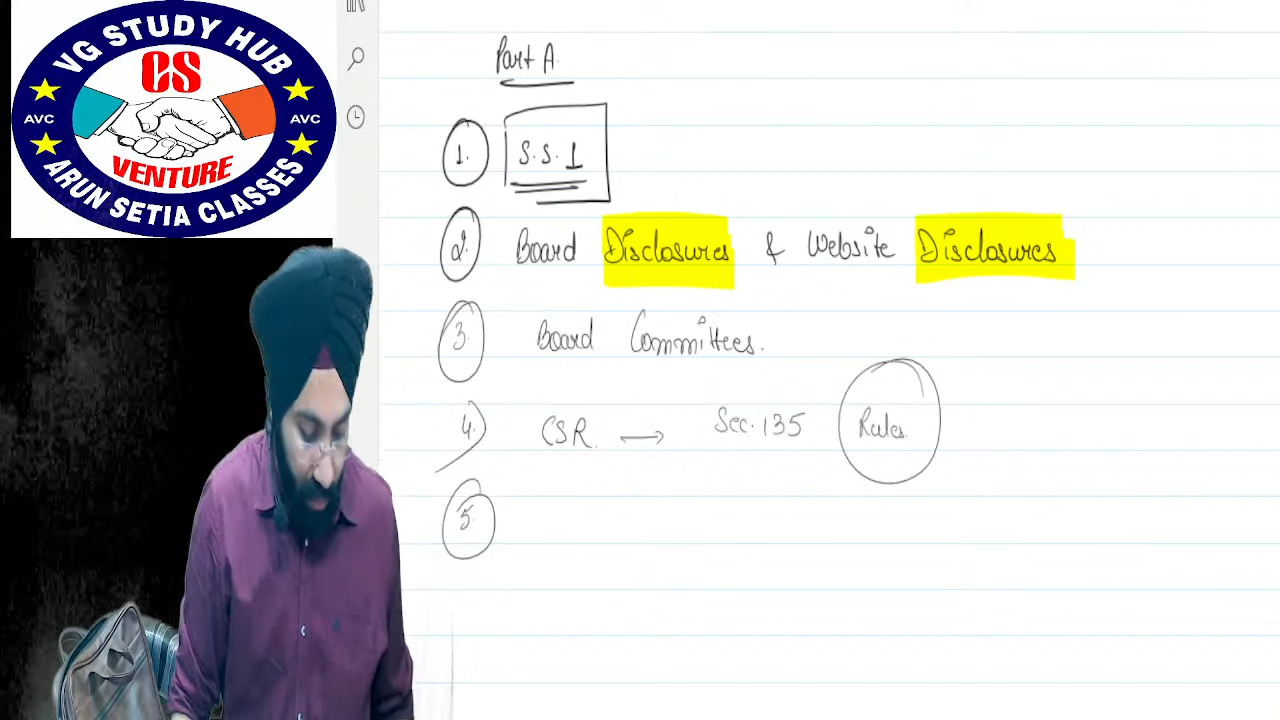 VG STUDY HUB
CS
AVC
AVC
VENTURE
ARUN SETIA CLASSES
Part A.
1. S.S. 1
2. Board Disclosures & Website Disclosures
3. Board Committees.
4. CSR. → Sec. 135 Rules.
5.